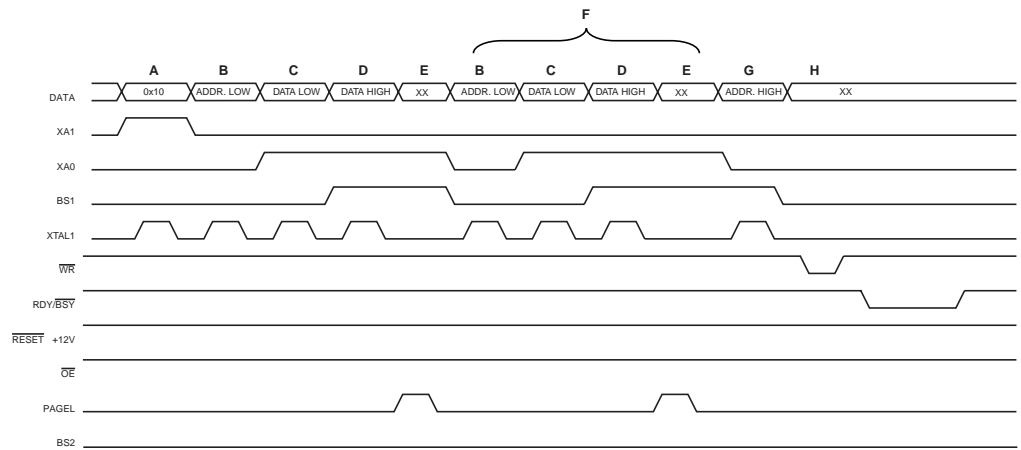 F
A B C D E B C D E G H
DATA 0x10 ADDR. LOW DATA LOW DATA HIGH XX ADDR. LOW DATA LOW DATA HIGH XX ADDR. HIGH XX
XA1
XA0
BS1
XTAL1
WR
RDY/BSY
RESET +12V
OE
PAGEL
BS2